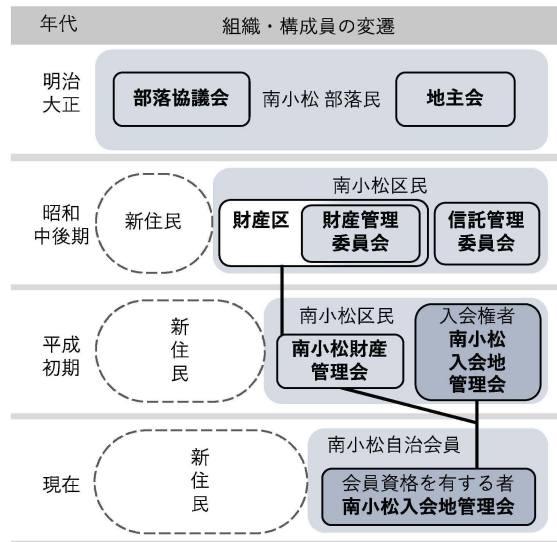 年代
組織・構成員の変遷
明治
大正
部落協議会
南小松 部落民
地主会
昭和
中後期
新住民
南小松区民
財産区
財産管理
委員会
信託管理
委員会
平成
初期
新
住
民
南小松区民
南小松財産
管理会
入会権者
南小松
入会地
管理会
現在
新
住
民
南小松自治会員
会員資格を有する者
南小松入会地管理会